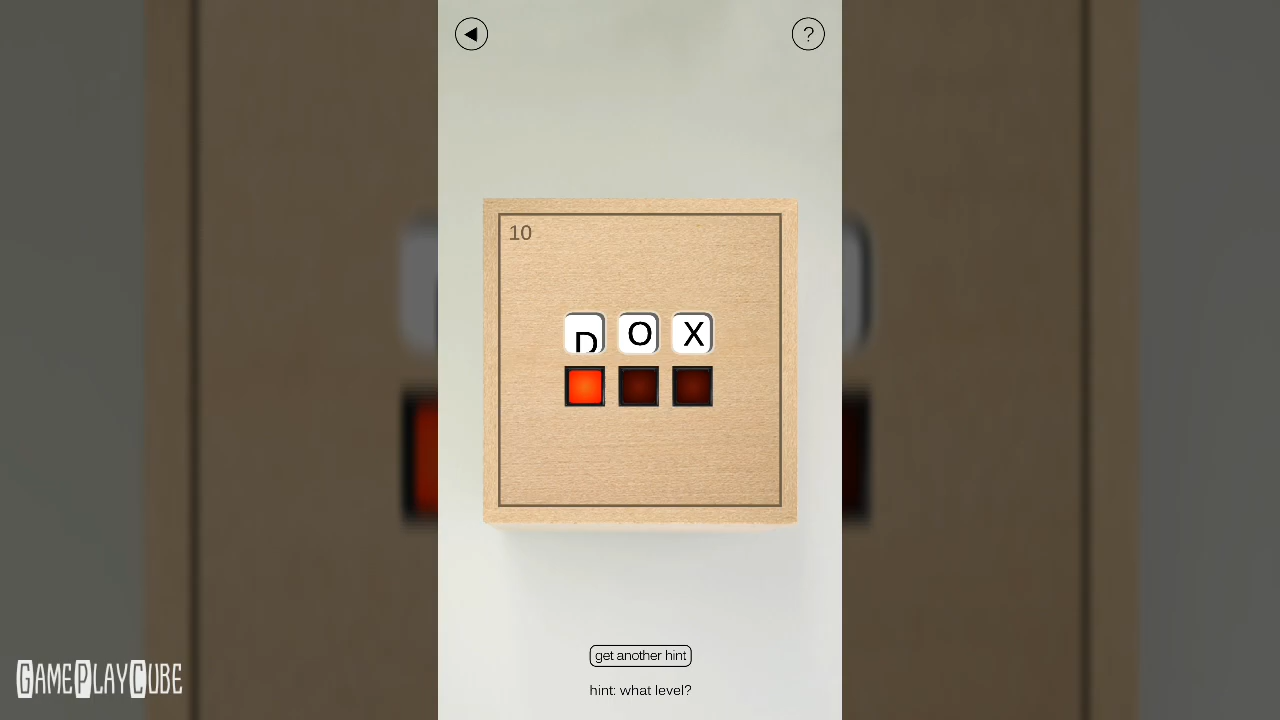 ?
10
D O X
get another hint
hint: what level?
GAMEPLAYCUBE